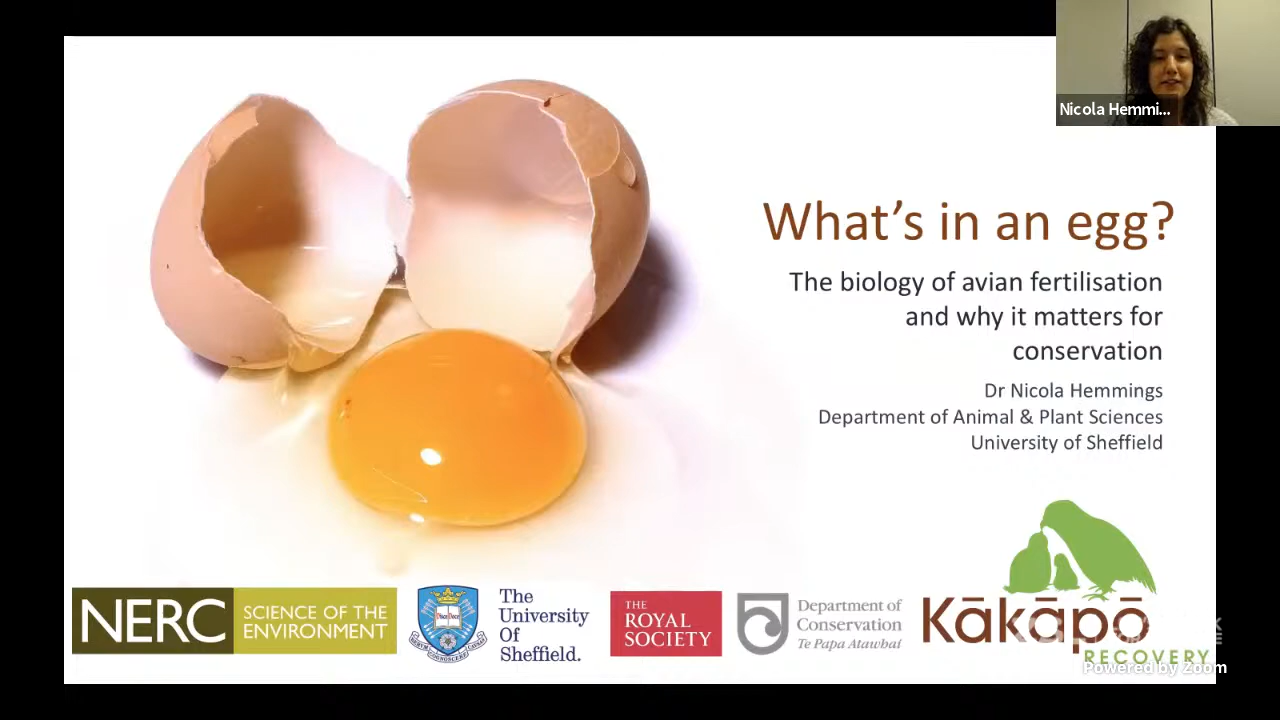 Nicola Hemmi...
What's in an egg?
The biology of avian fertilisation
and why it matters for
conservation
Dr Nicola Hemmings
Department of Animal & Plant Sciences
University of Sheffield
NERC
SCIENCE OF THE
ENVIRONMENT
The
University
Of
Sheffield.
THE
ROYAL
SOCIETY
Department of
Conservation
Te Papa Atawhai
Kākāpō
RECOVERY
Powered by Zoom